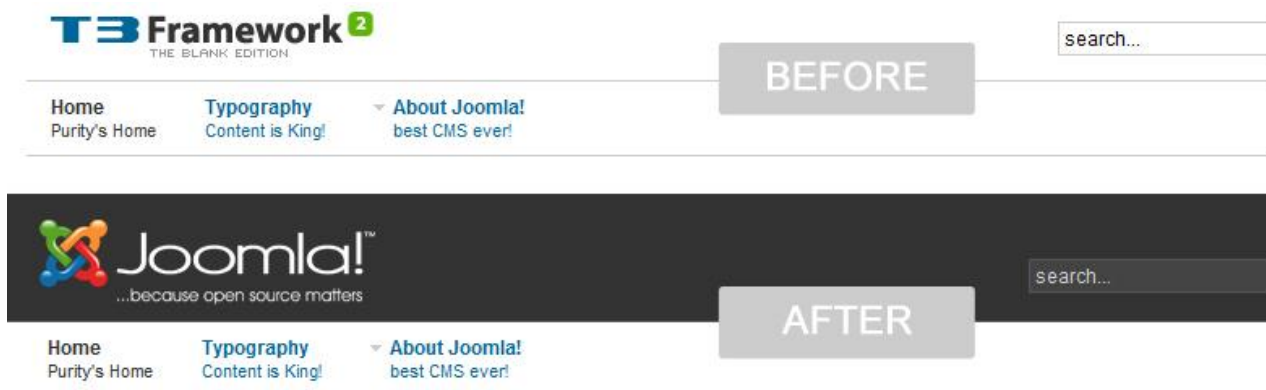 T3 Framework 2
THE BLANK EDITION
search...
BEFORE
Home Typography About Joomla!
Purity's Home Content is King! best CMS ever!
Joomla!™
...because open source matters
search...
AFTER
Home Typography About Joomla!
Purity's Home Content is King! best CMS ever!